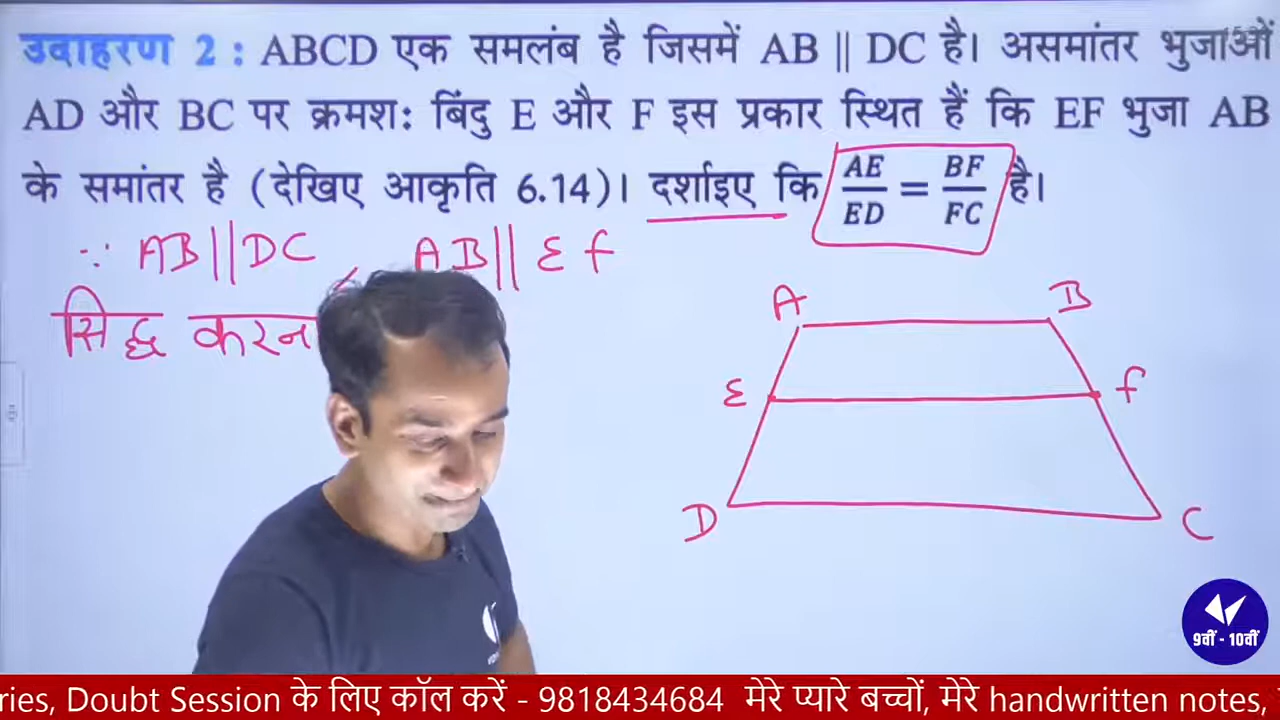 उदाहरण 2 : ABCD एक समलंब है जिसमें AB || DC है। असमांतर भुजाओं
AD और BC पर क्रमशः बिंदु E और F इस प्रकार स्थित हैं कि EF भुजा AB
के समांतर है (देखिए आकृति 6.14)। दर्शाइए कि AE/ED = BF/FC है।
∵ AB || DC, AB || EF
सिद्ध करन
A B
E F
D C
9वीं - 10वीं
ries, Doubt Session के लिए कॉल करें - 9818434684 मेरे प्यारे बच्चों, मेरे handwritten notes,